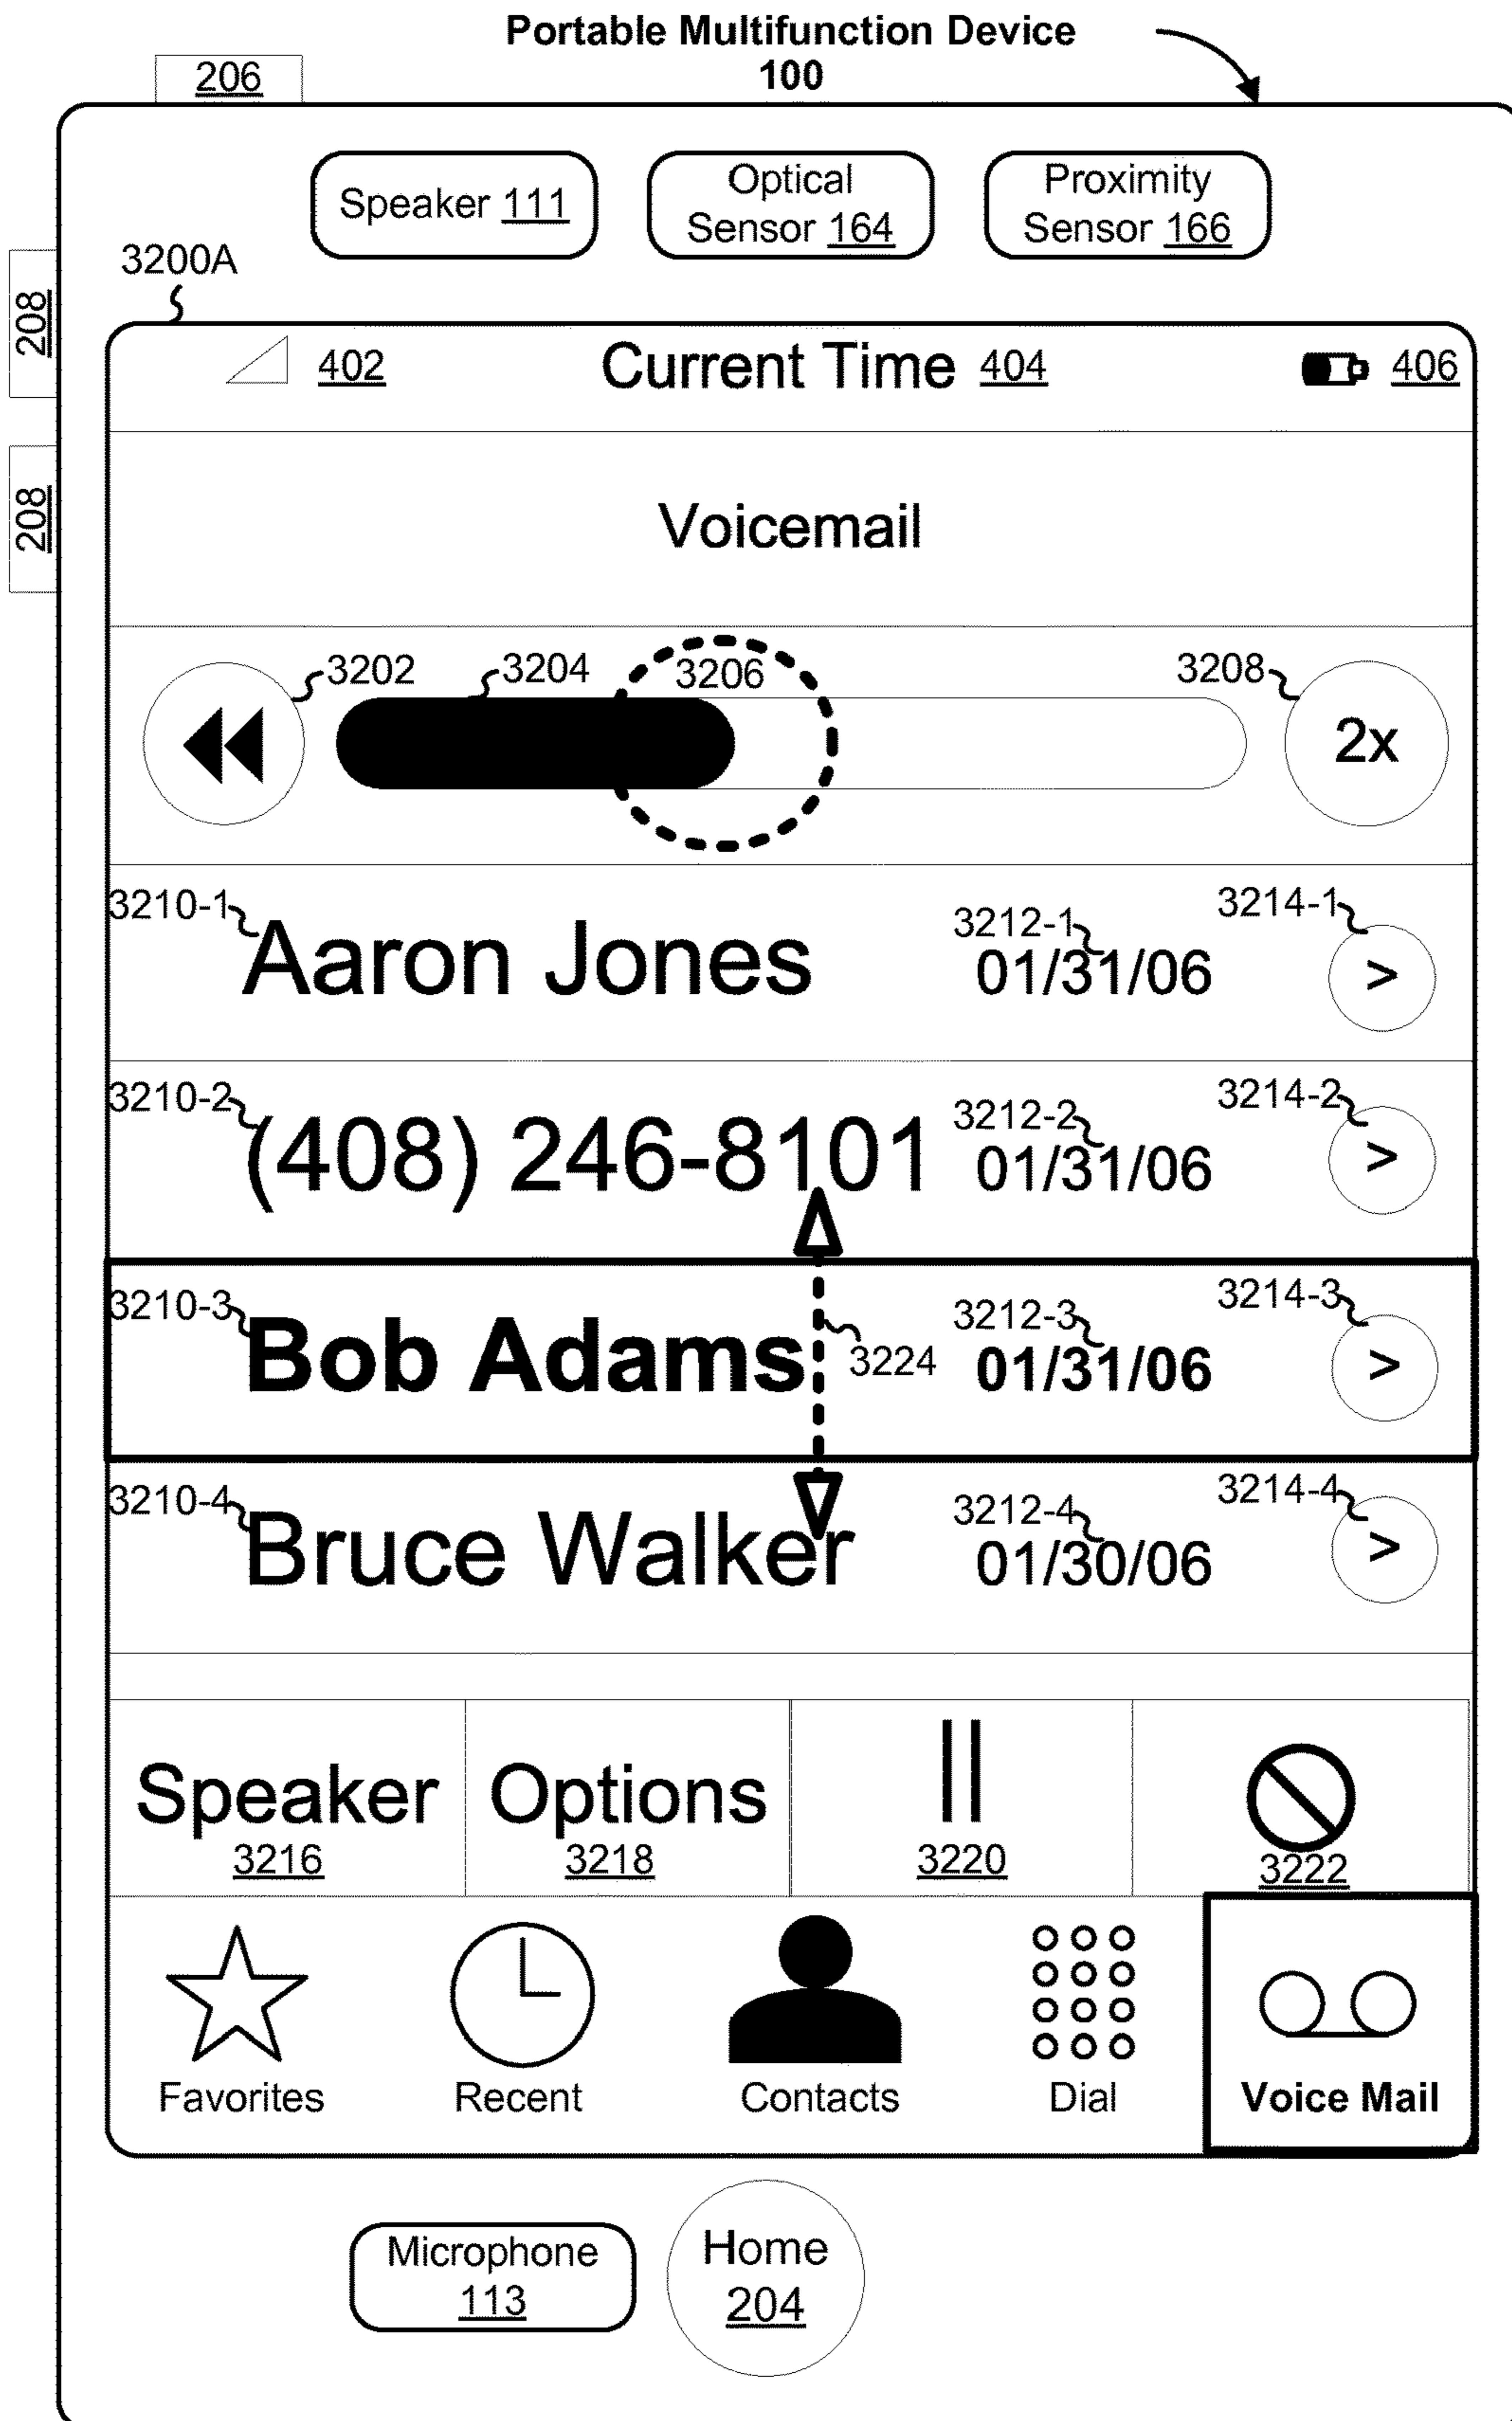 Portable Multifunction Device
100
206
Speaker 111
Optical
Sensor 164
Proximity
Sensor 166
3200A
208
208
402
Current Time 404
406
Voicemail
3202
3204
3206
3208
2x
3210-1
Aaron Jones
3212-1
01/31/06
3214-1
>
3210-2
(408) 246-8101
3212-2
01/31/06
3214-2
>
3210-3
Bob Adams
3224
3212-3
01/31/06
3214-3
>
3210-4
Bruce Walker
3212-4
01/30/06
3214-4
>
Speaker
3216
Options
3218
3220
3222
Favorites
Recent
Contacts
Dial
Voice Mail
Microphone
113
Home
204